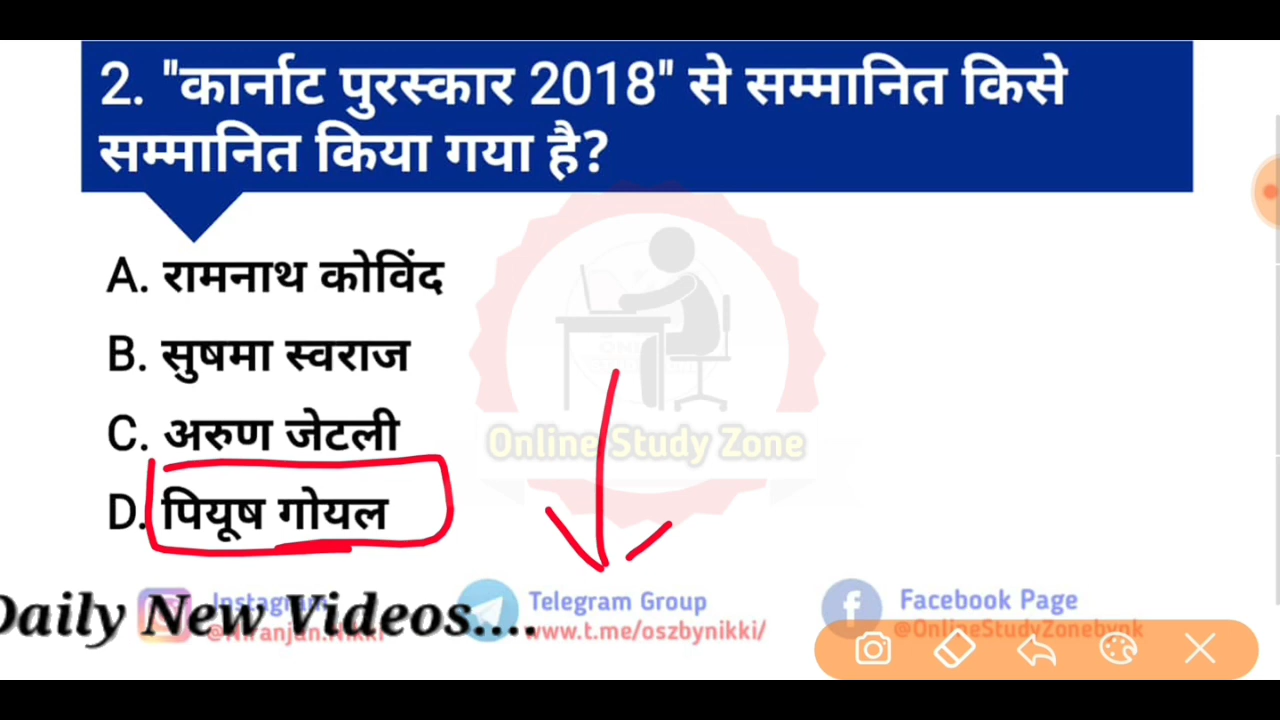 2. "कार्नाट पुरस्कार 2018" से सम्मानित किसे
सम्मानित किया गया है?
A. रामनाथ कोविंद
B. सुषमा स्वराज
C. अरुण जेटली
D. पियूष गोयल
Online Study Zone
Daily New Videos....
Instagram
@Niranjan.Nikki
Telegram Group
www.t.me/oszbynikki/
Facebook Page
@OnlineStudyZonebynk